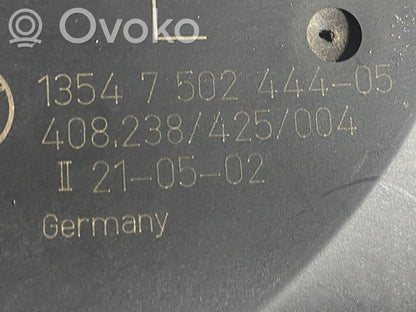 Ovoko
1354 7 502 444-05
408.238/425/004
II 21-05-02
Germany